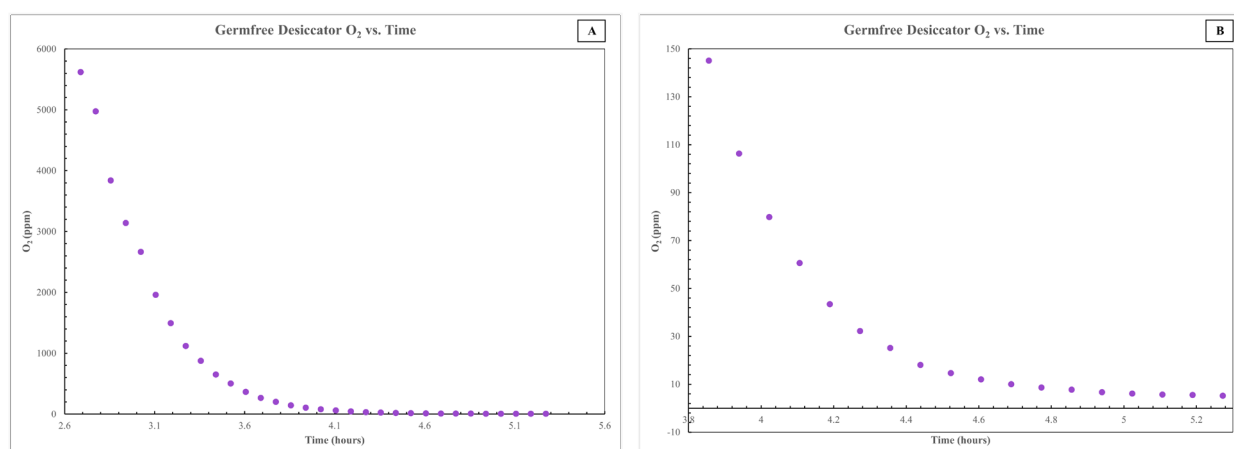 Germfree Desiccator O₂ vs. Time
A
6000
5000
4000
3000
2000
1000
0
O₂ (ppm)
2.6 3.1 3.6 4.1 4.6 5.1 5.6
Time (hours)
Germfree Desiccator O₂ vs. Time
B
150
130
110
90
70
50
30
10
-10
O₂ (ppm)
3.8 4 4.2 4.4 4.6 4.8 5 5.2
Time (hours)